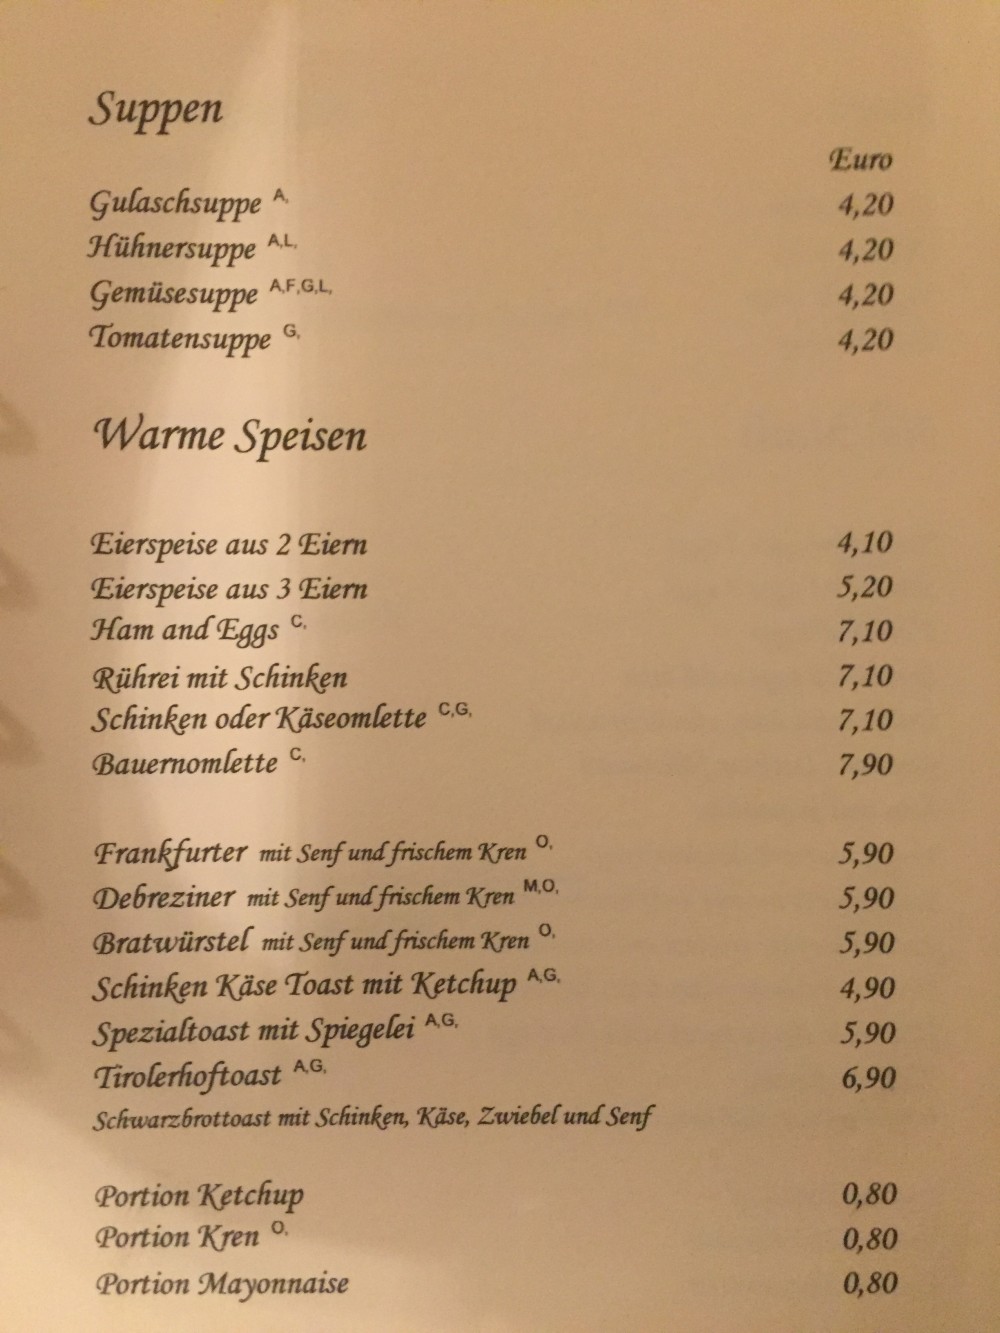 Suppen
Euro
Gulaschsuppe A, 4,20
Hühnersuppe A,L, 4,20
Gemüsesuppe A,F,G,L, 4,20
Tomatensuppe G, 4,20
Warme Speisen
Eierspeise aus 2 Eiern 4,10
Eierspeise aus 3 Eiern 5,20
Ham and Eggs C, 7,10
Rührei mit Schinken 7,10
Schinken oder Käseomlette C,G, 7,10
Bauernomlette C, 7,90
Frankfurter mit Senf und frischem Kren O, 5,90
Debreziner mit Senf und frischem Kren M,O, 5,90
Bratwürstel mit Senf und frischem Kren O, 5,90
Schinken Käse Toast mit Ketchup A,G, 4,90
Spezialtoast mit Spiegelei A,G, 5,90
Tirolerhoftoast A,G, 6,90
Schwarzbrottoast mit Schinken, Käse, Zwiebel und Senf
Portion Ketchup 0,80
Portion Kren O, 0,80
Portion Mayonnaise 0,80